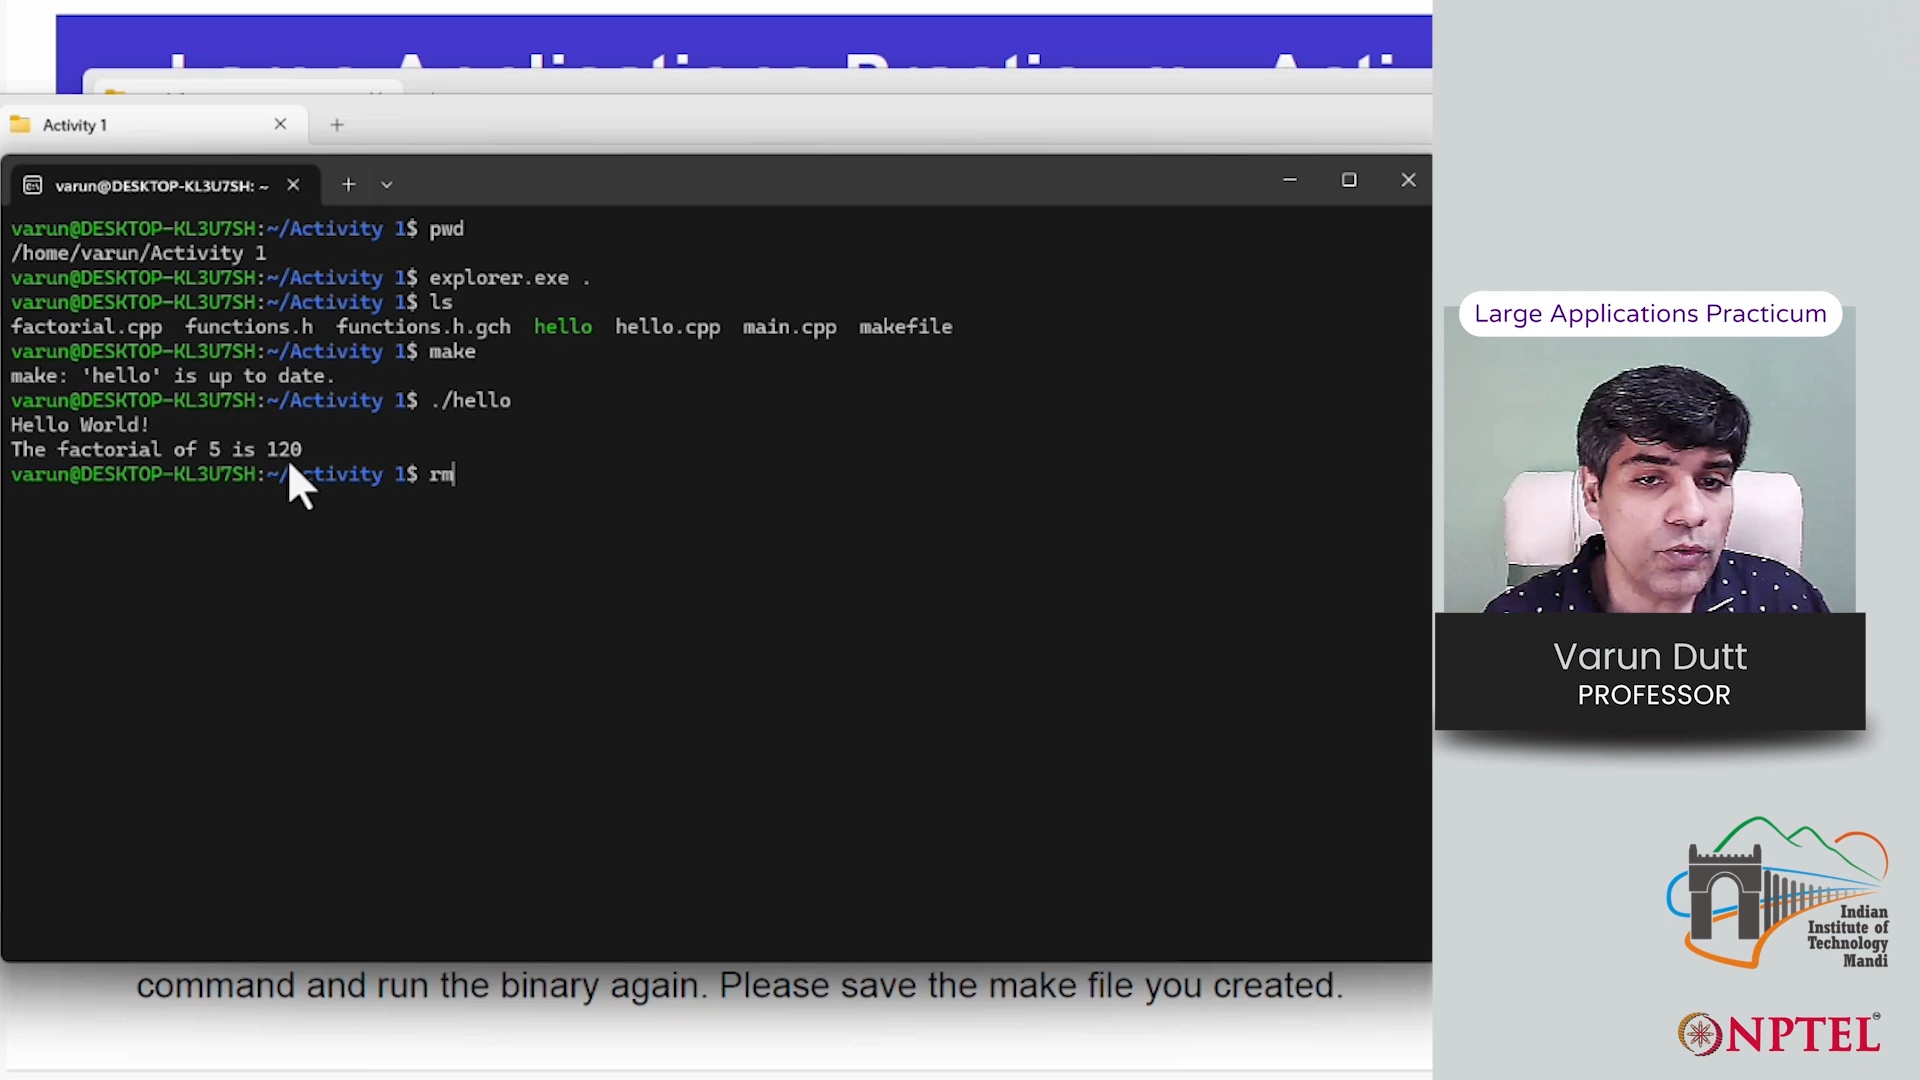 Activity 1
varun@DESKTOP-KL3U7SH: ~
varun@DESKTOP-KL3U7SH:~/Activity 1$ pwd
/home/varun/Activity 1
varun@DESKTOP-KL3U7SH:~/Activity 1$ explorer.exe .
varun@DESKTOP-KL3U7SH:~/Activity 1$ ls
factorial.cpp functions.h functions.h.gch hello hello.cpp main.cpp makefile
varun@DESKTOP-KL3U7SH:~/Activity 1$ make
make: 'hello' is up to date.
varun@DESKTOP-KL3U7SH:~/Activity 1$ ./hello
Hello World!
The factorial of 5 is 120
varun@DESKTOP-KL3U7SH:~/Activity 1$ rm
command and run the binary again. Please save the make file you created.
Large Applications Practicum
Varun Dutt
PROFESSOR
Indian
Institute of
Technology
Mandi
NPTEL